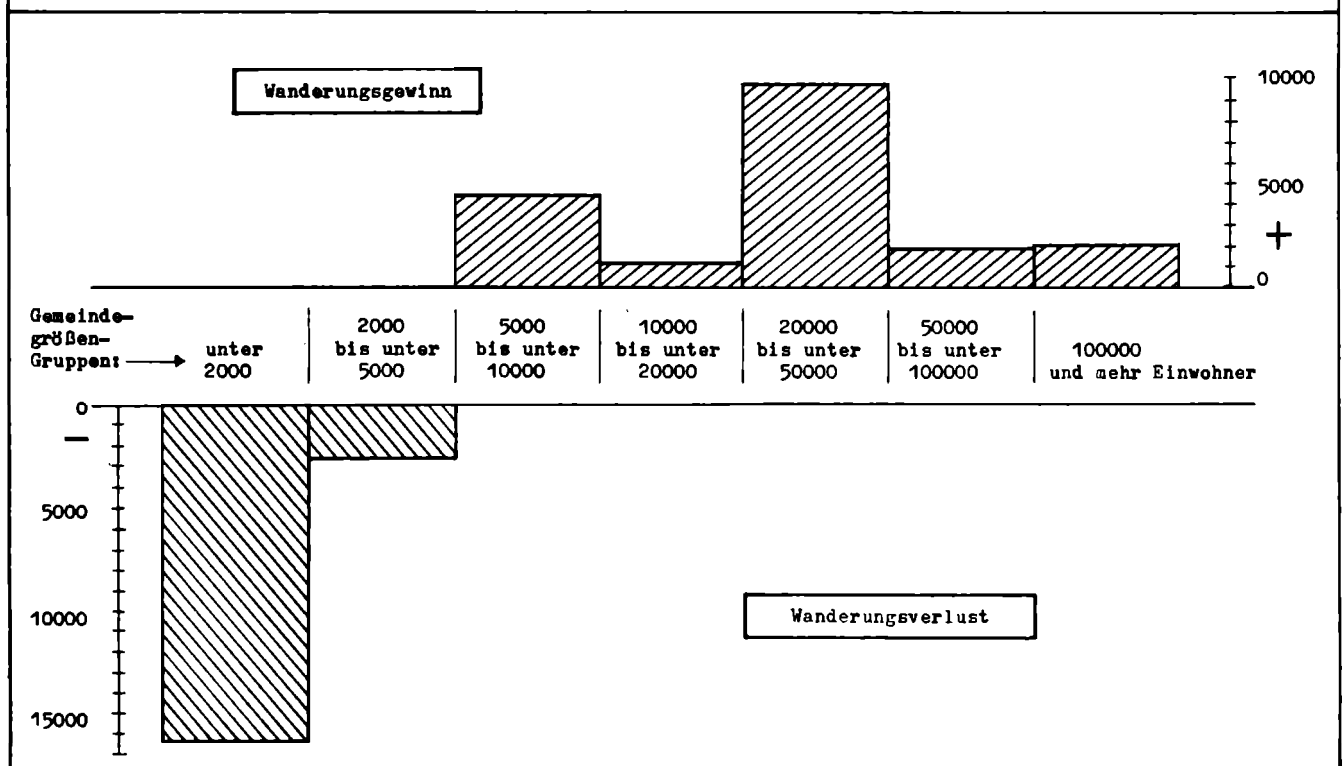 Wanderungsgewinn
10000
5000
+
0
Gemeinde-
größen-
Gruppen:
unter
2000
2000
bis unter
5000
5000
bis unter
10000
10000
bis unter
20000
20000
bis unter
50000
50000
bis unter
100000
100000
und mehr Einwohner
0
−
5000
10000
15000
Wanderungsverlust